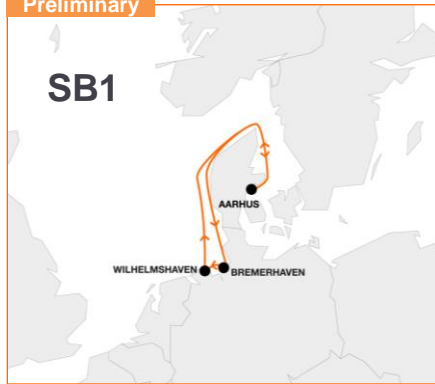 Preliminary
SB1
AARHUS
WILHELMSHAVEN
BREMERHAVEN